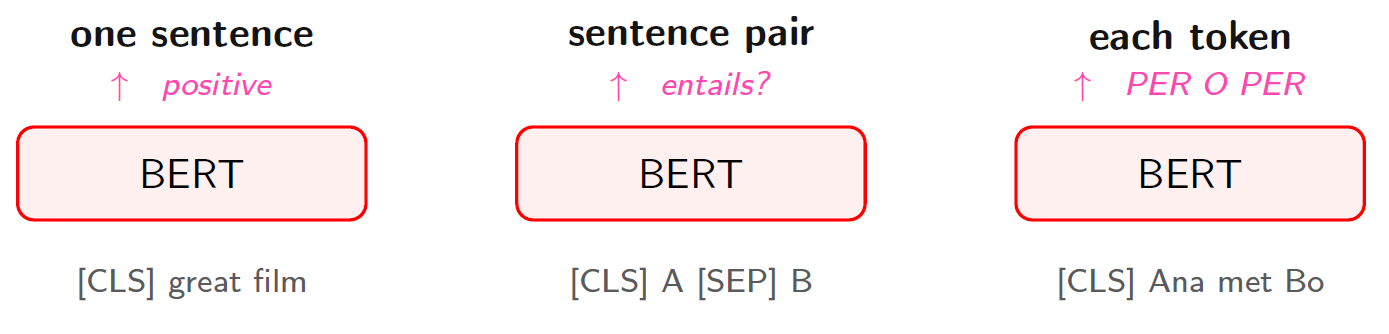 one sentence
↑ positive
BERT
[CLS] great film
sentence pair
↑ entails?
BERT
[CLS] A [SEP] B
each token
↑ PER O PER
BERT
[CLS] Ana met Bo